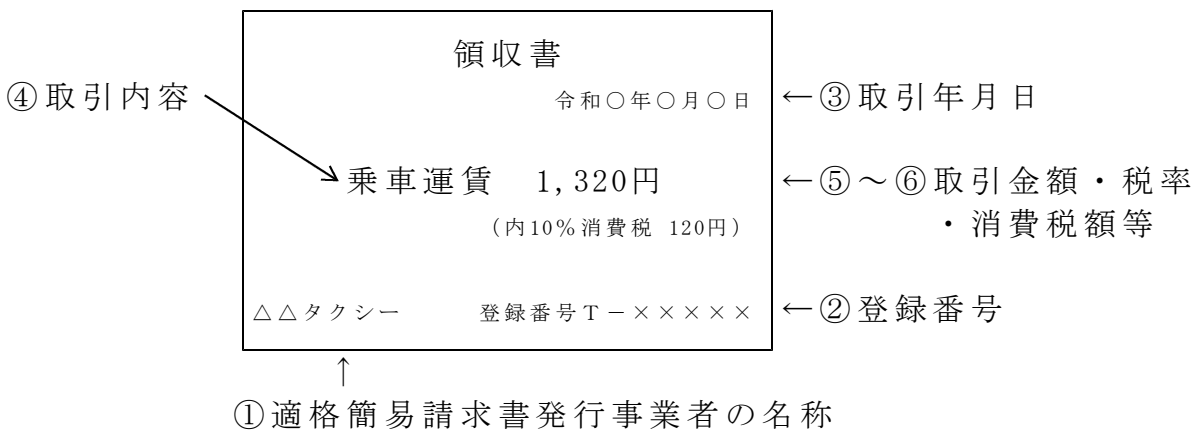 領収書
④取引内容
令和○年○月○日
←③取引年月日
乗車運賃 1,320円
←⑤～⑥取引金額・税率
・消費税額等
（内10％消費税 120円）
△△タクシー
登録番号T－×××××
←②登録番号
↑
①適格簡易請求書発行事業者の名称